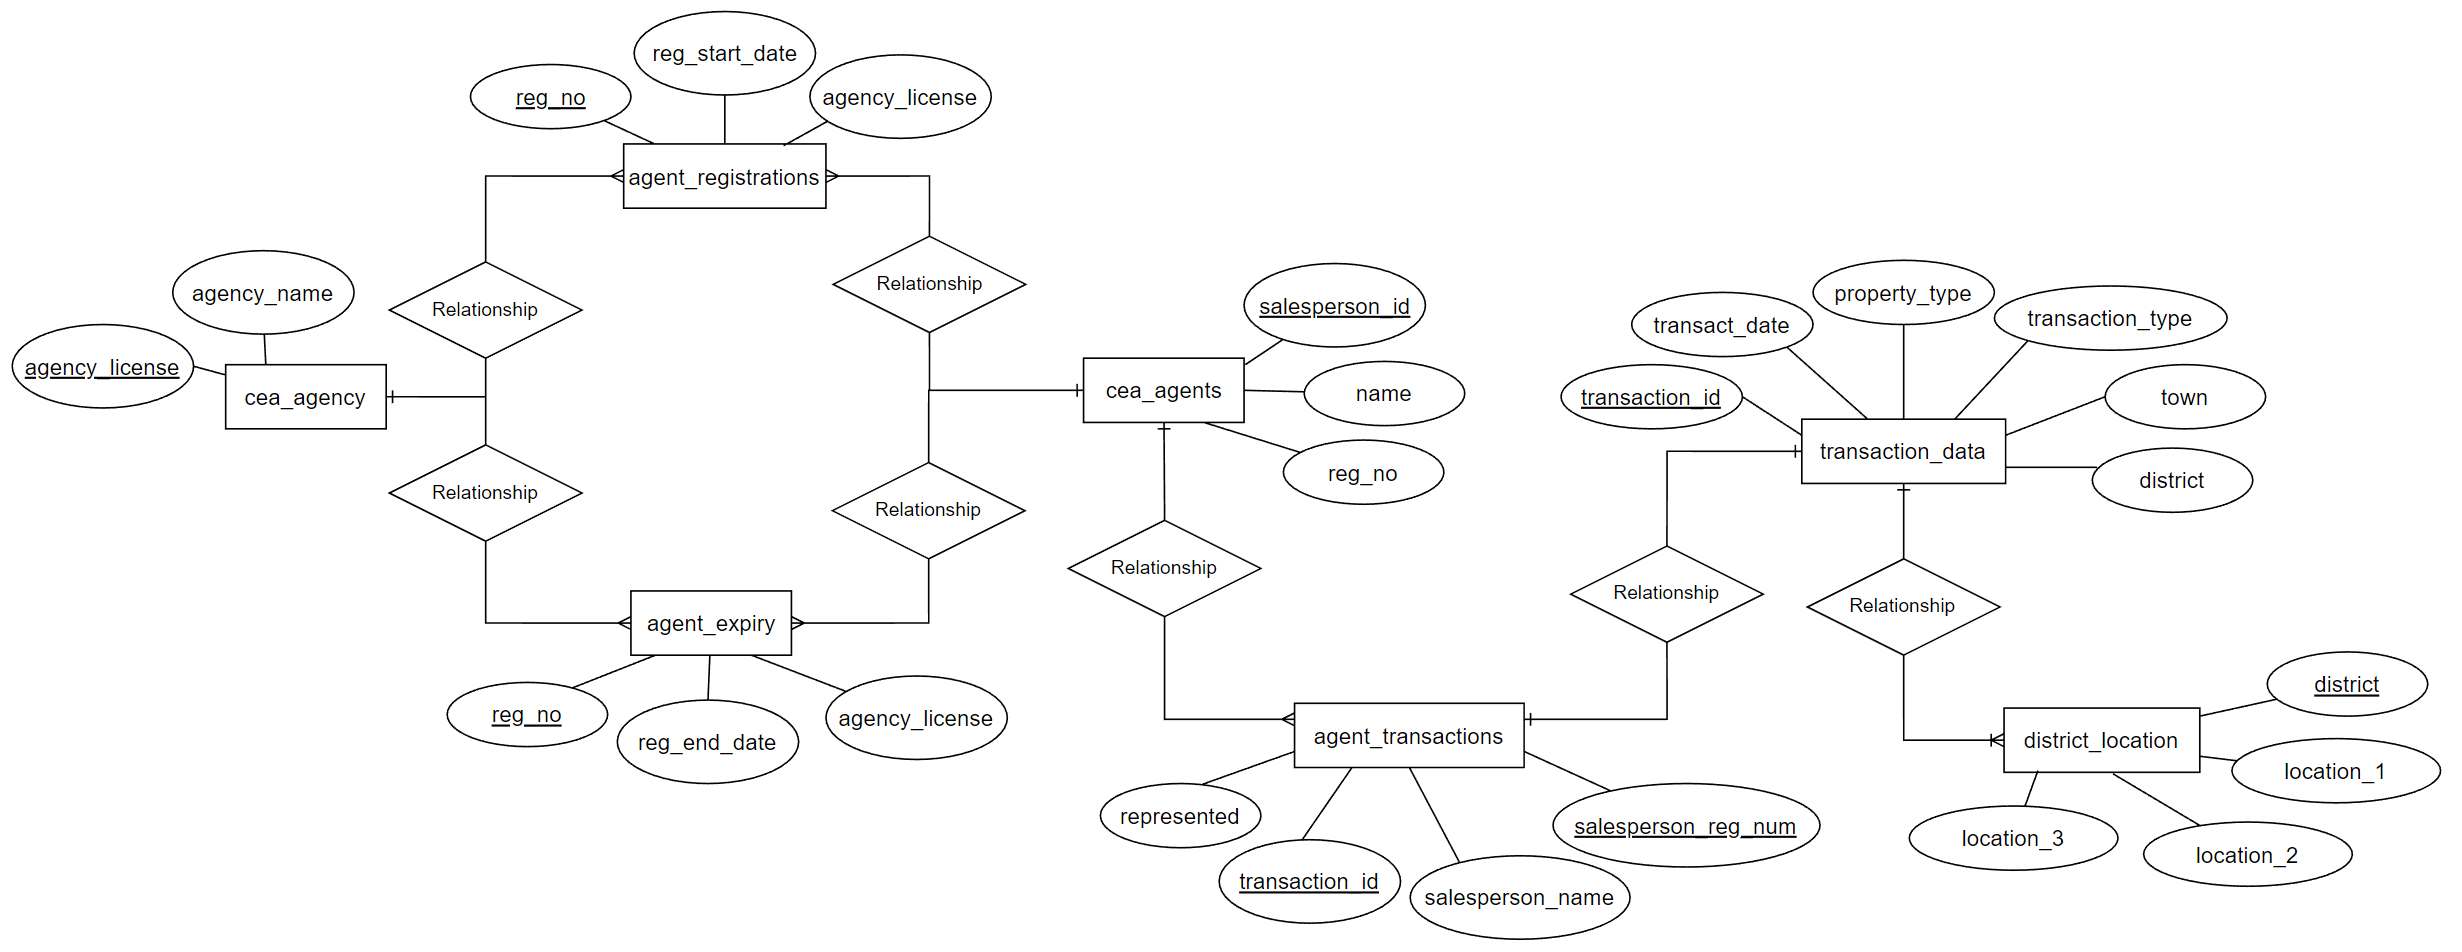 reg_start_date
reg_no
agency_license
agent_registrations
Relationship
Relationship
agency_name
agency_license
cea_agency
salesperson_id
name
reg_no
cea_agents
property_type
transact_date
transaction_type
transaction_id
town
transaction_data
district
Relationship
Relationship
Relationship
Relationship
Relationship
agent_expiry
reg_no
reg_end_date
agency_license
agent_transactions
represented
transaction_id
salesperson_name
salesperson_reg_num
district
district_location
location_1
location_3
location_2